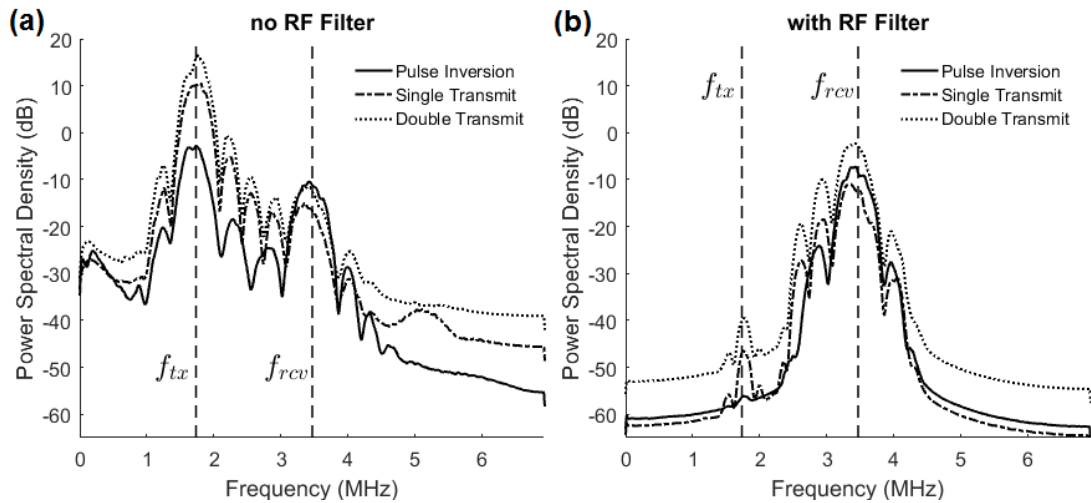 (a)
no RF Filter
20
10
0
-10
-20
-30
-40
-50
-60
Power Spectral Density (dB)
f_tx
f_rcv
Pulse Inversion
Single Transmit
Double Transmit
0 1 2 3 4 5 6
Frequency (MHz)
(b)
with RF Filter
20
10
0
-10
-20
-30
-40
-50
-60
Power Spectral Density (dB)
f_tx
f_rcv
Pulse Inversion
Single Transmit
Double Transmit
0 1 2 3 4 5 6
Frequency (MHz)